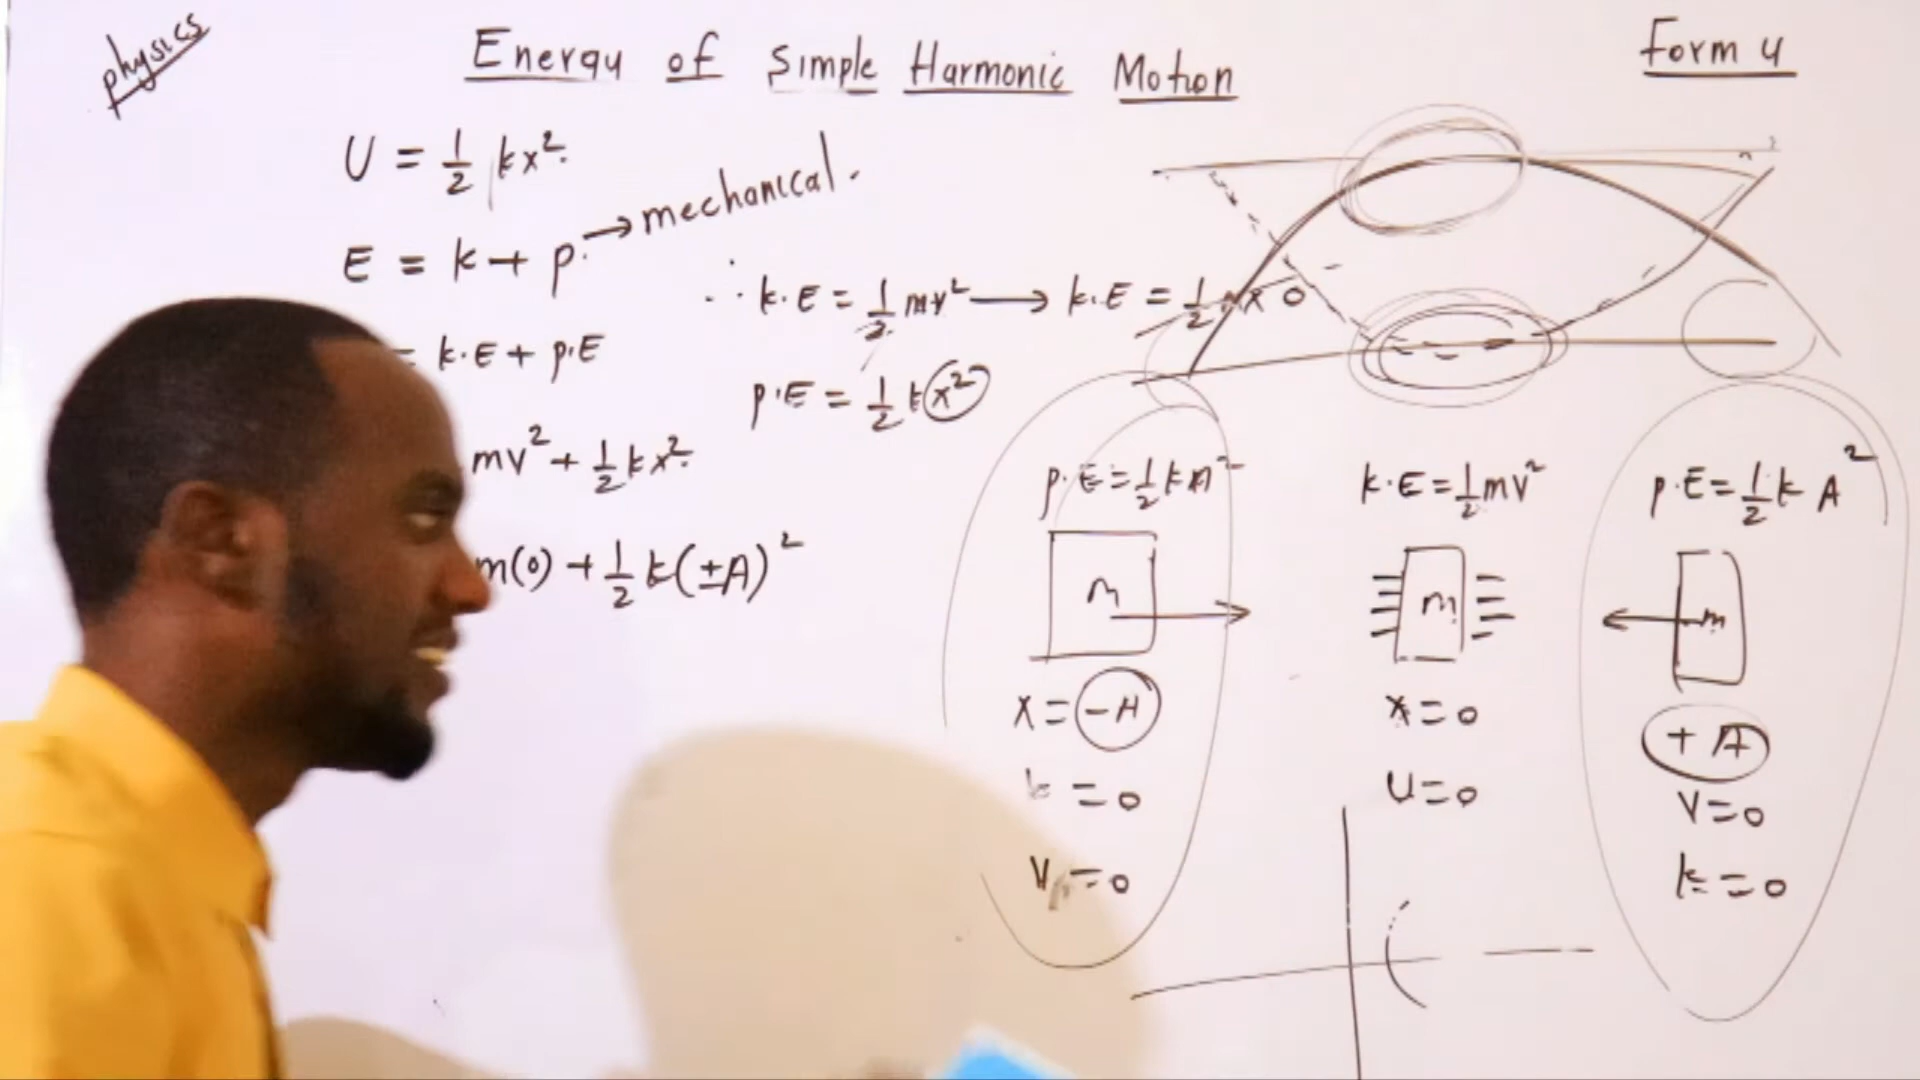 physics
Energy of Simple Harmonic Motion
Form 4
U = 1/2 kx².
E = k + p. → mechanical.
= k.E + p.E
mv² + 1/2 kx².
m(0) + 1/2 k(±A)²
∴ k.E = 1/2 mv² → k.E = 1/2 x 0
p.E = 1/2 k x²
p.E = 1/2 kA²
m
x = -A
k = 0
V = 0
k.E = 1/2 mv²
m
x = 0
U = 0
p.E = 1/2 k A²
m
+ A
V = 0
k = 0